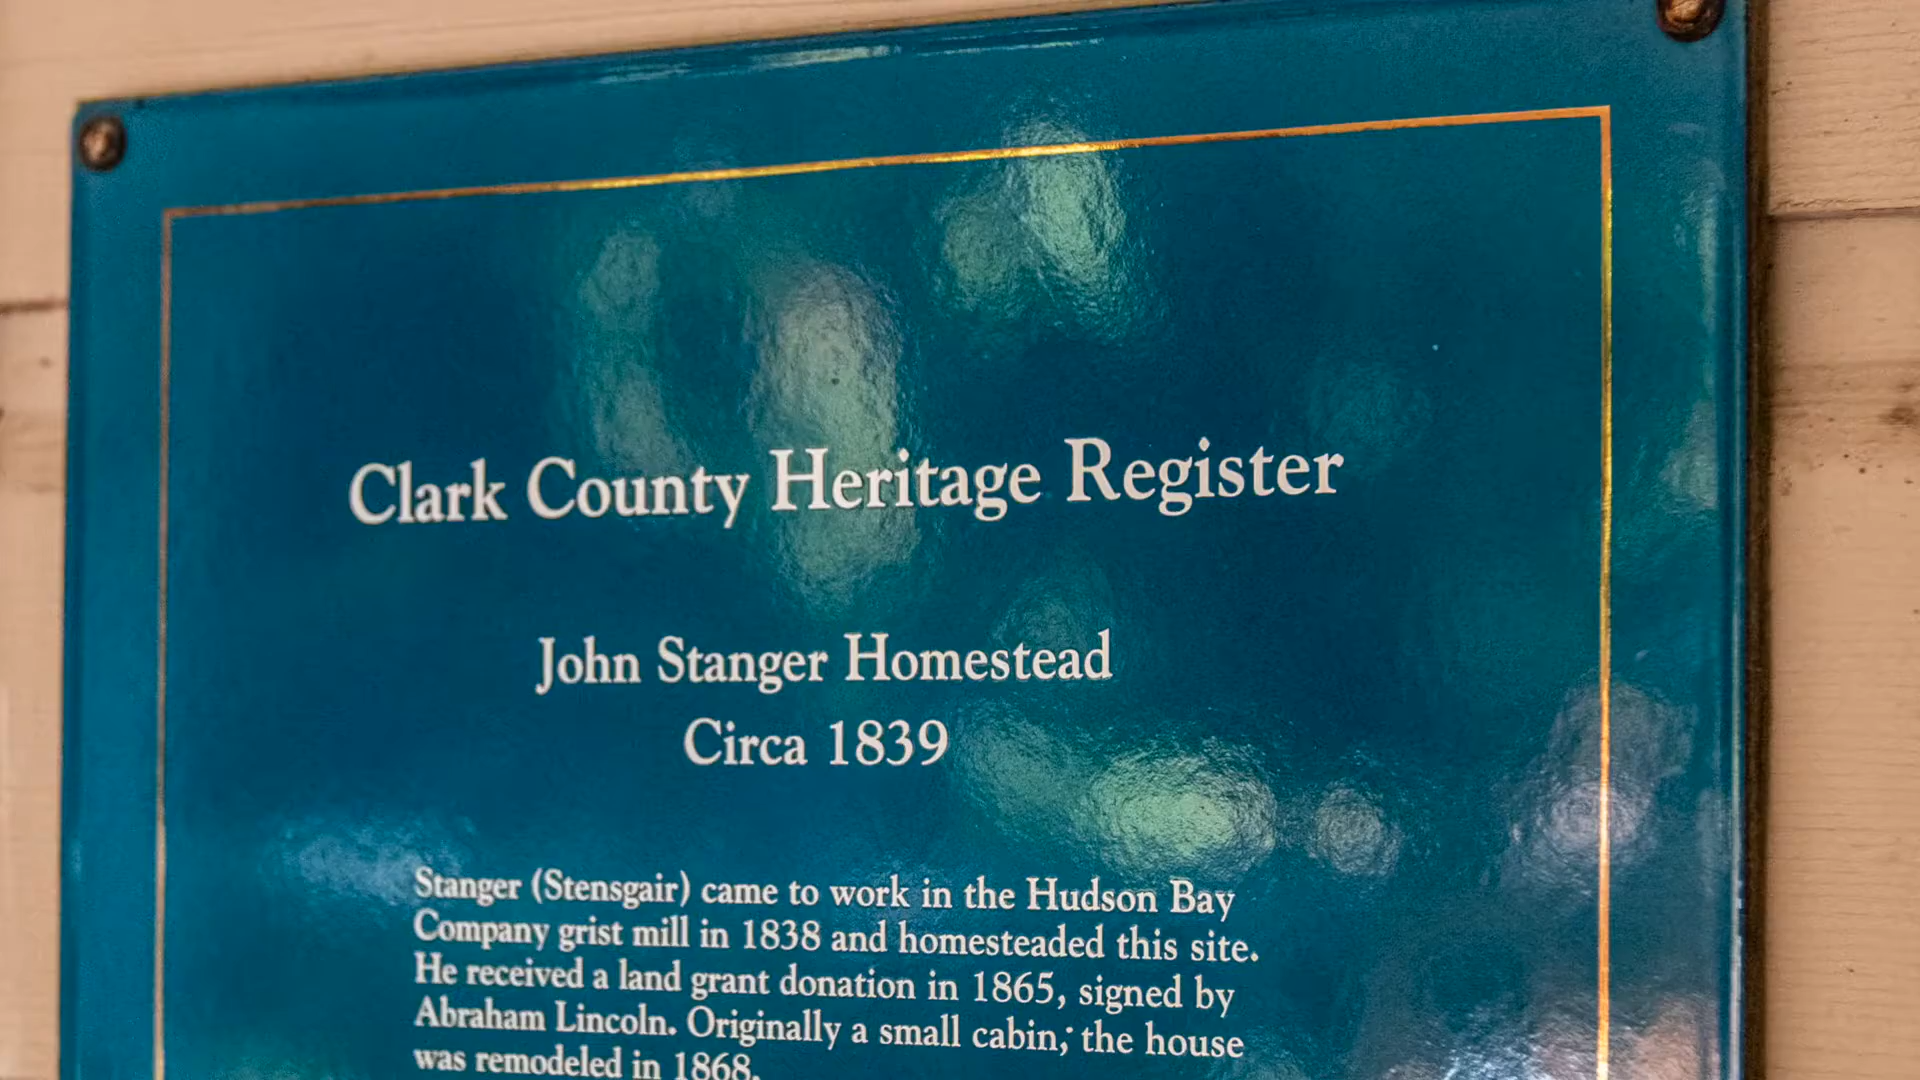 Clark County Heritage Register
John Stanger Homestead
Circa 1839
Stanger (Stensgair) came to work in the Hudson Bay
Company grist mill in 1838 and homesteaded this site.
He received a land grant donation in 1865, signed by
Abraham Lincoln. Originally a small cabin; the house
was remodeled in 1868.